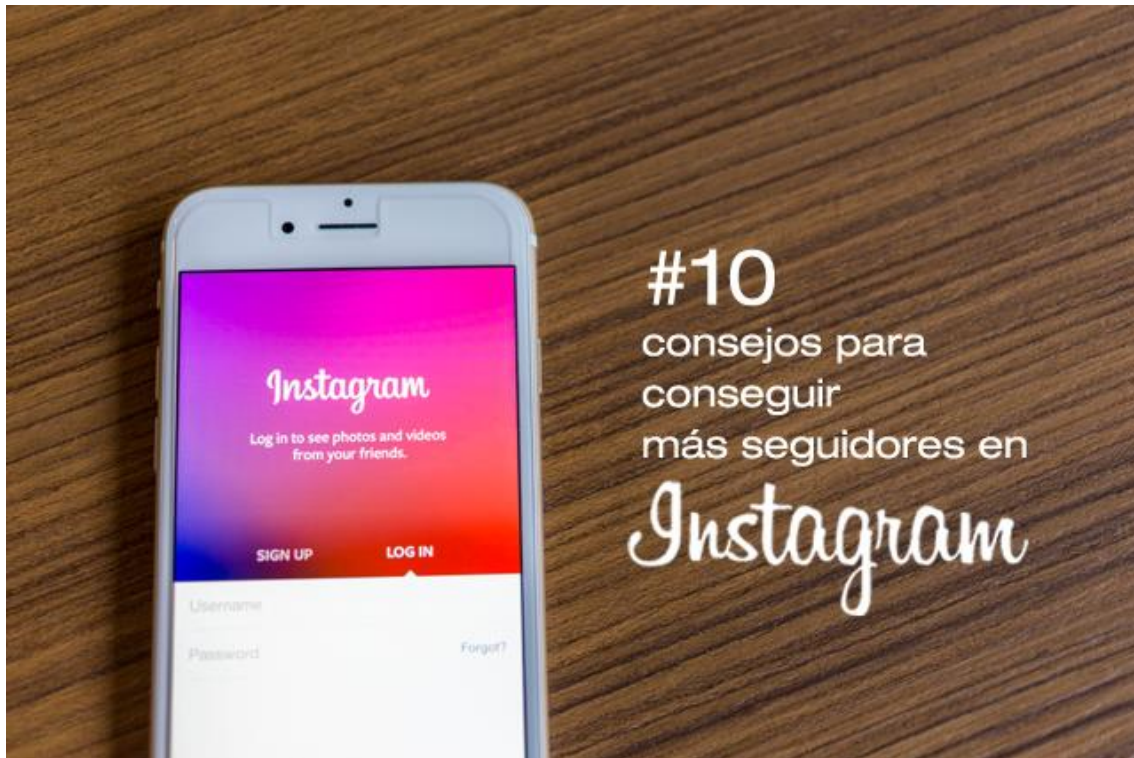 Instagram
Log in to see photos and videos
from your friends.
SIGN UP LOG IN
Username
Password Forgot?
#10
consejos para
conseguir
más seguidores en
Instagram